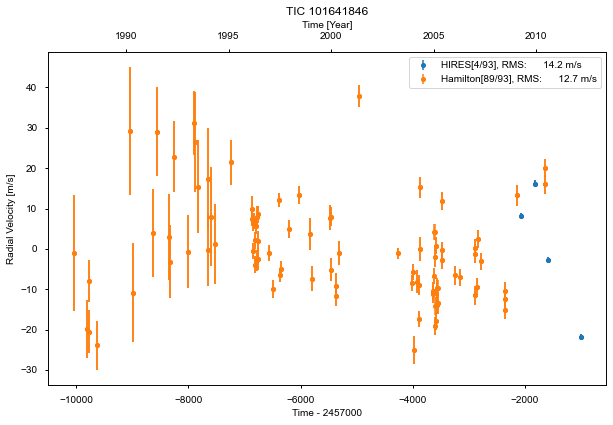 TIC 101641846
Time [Year]
1990 1995 2000 2005 2010
HIRES[4/93], RMS: 14.2 m/s
Hamilton[89/93], RMS: 12.7 m/s
Radial Velocity [m/s]
40
30
20
10
0
−10
−20
−30
−10000 −8000 −6000 −4000 −2000
Time - 2457000